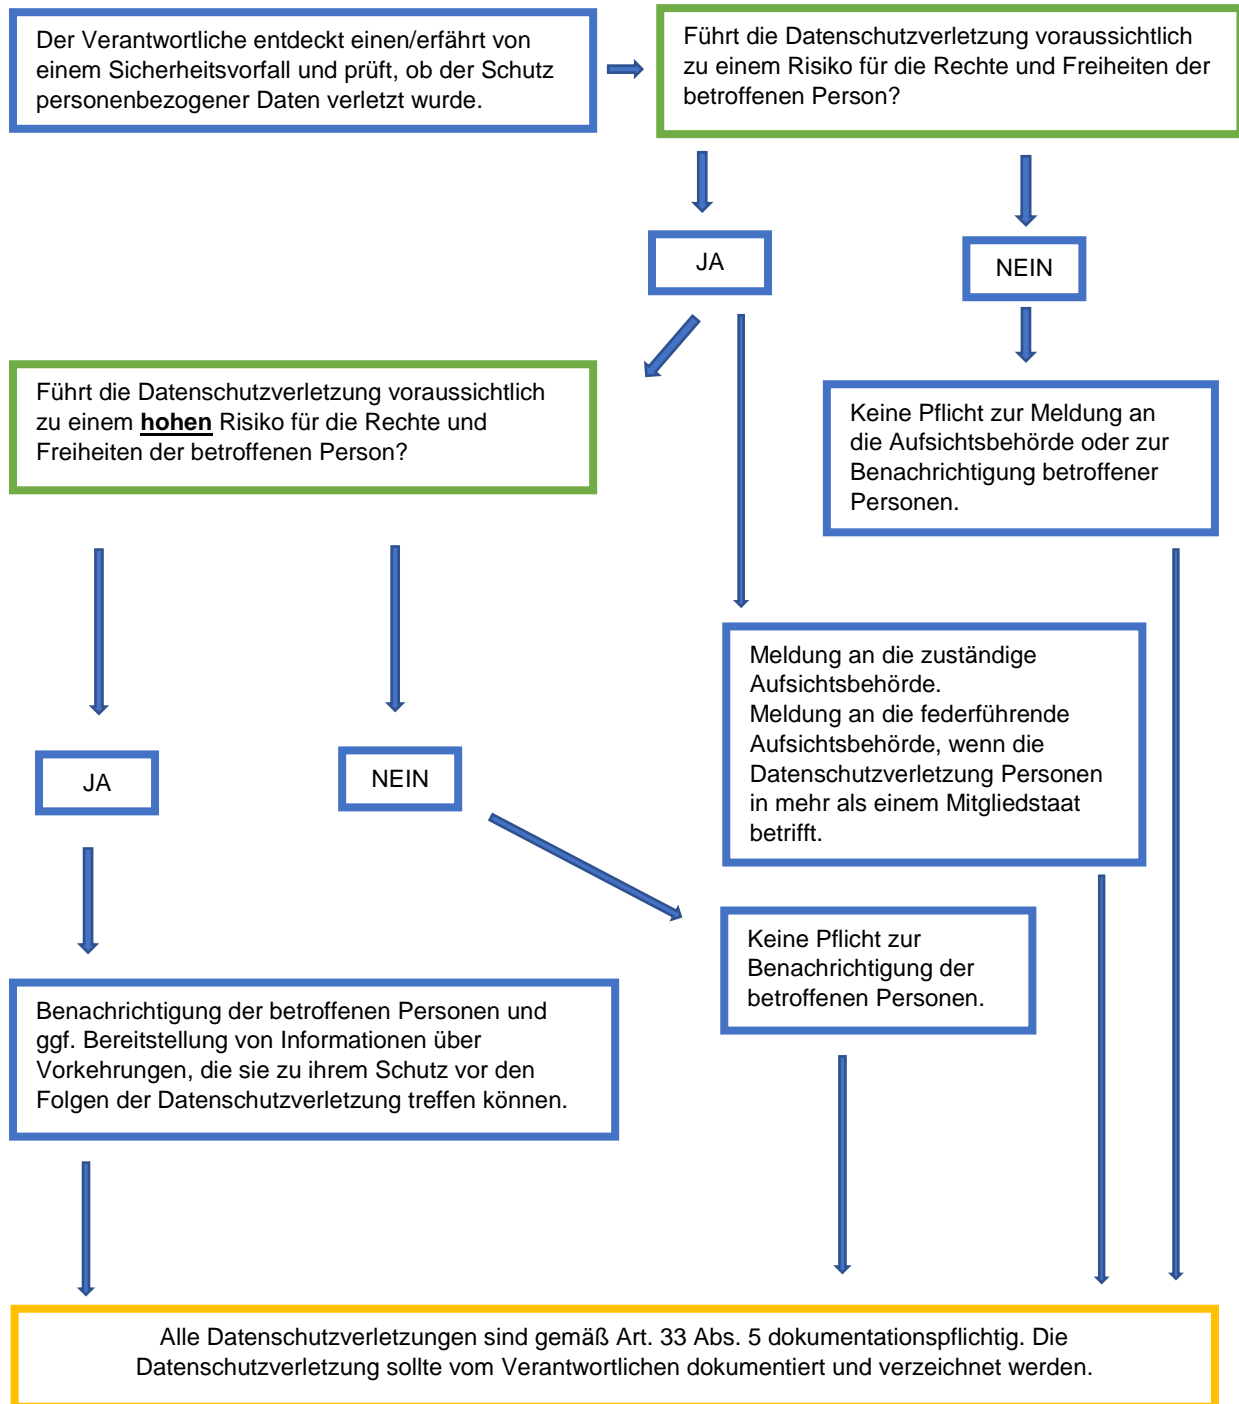 Der Verantwortliche entdeckt einen/erfährt von
einem Sicherheitsvorfall und prüft, ob der Schutz
personenbezogener Daten verletzt wurde.
Führt die Datenschutzverletzung voraussichtlich
zu einem Risiko für die Rechte und Freiheiten der
betroffenen Person?
JA
NEIN
Führt die Datenschutzverletzung voraussichtlich
zu einem hohen Risiko für die Rechte und
Freiheiten der betroffenen Person?
Keine Pflicht zur Meldung an
die Aufsichtsbehörde oder zur
Benachrichtigung betroffener
Personen.
Meldung an die zuständige
Aufsichtsbehörde.
Meldung an die federführende
Aufsichtsbehörde, wenn die
Datenschutzverletzung Personen
in mehr als einem Mitgliedstaat
betrifft.
JA
NEIN
Keine Pflicht zur
Benachrichtigung der
betroffenen Personen.
Benachrichtigung der betroffenen Personen und
ggf. Bereitstellung von Informationen über
Vorkehrungen, die sie zu ihrem Schutz vor den
Folgen der Datenschutzverletzung treffen können.
Alle Datenschutzverletzungen sind gemäß Art. 33 Abs. 5 dokumentationspflichtig. Die
Datenschutzverletzung sollte vom Verantwortlichen dokumentiert und verzeichnet werden.